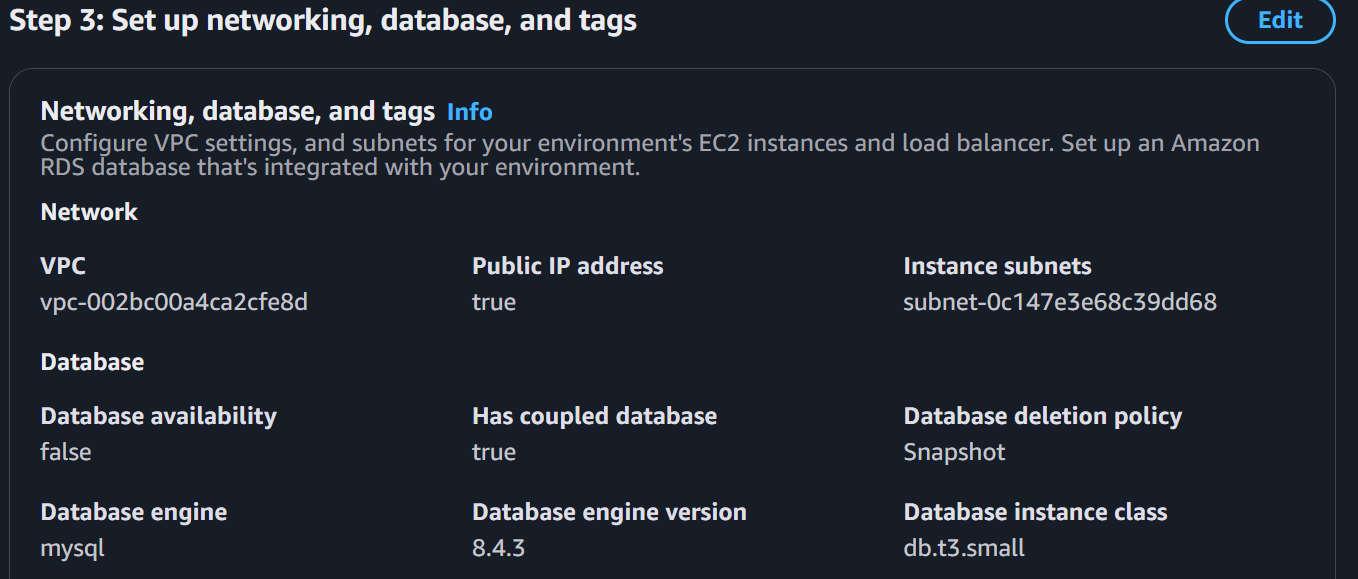 Step 3: Set up networking, database, and tags
Edit
Networking, database, and tags Info
Configure VPC settings, and subnets for your environment's EC2 instances and load balancer. Set up an Amazon
RDS database that's integrated with your environment.
Network
VPC
Public IP address
Instance subnets
vpc-002bc00a4ca2cfe8d
true
subnet-0c147e3e68c39dd68
Database
Database availability
Has coupled database
Database deletion policy
false
true
Snapshot
Database engine
Database engine version
Database instance class
mysql
8.4.3
db.t3.small